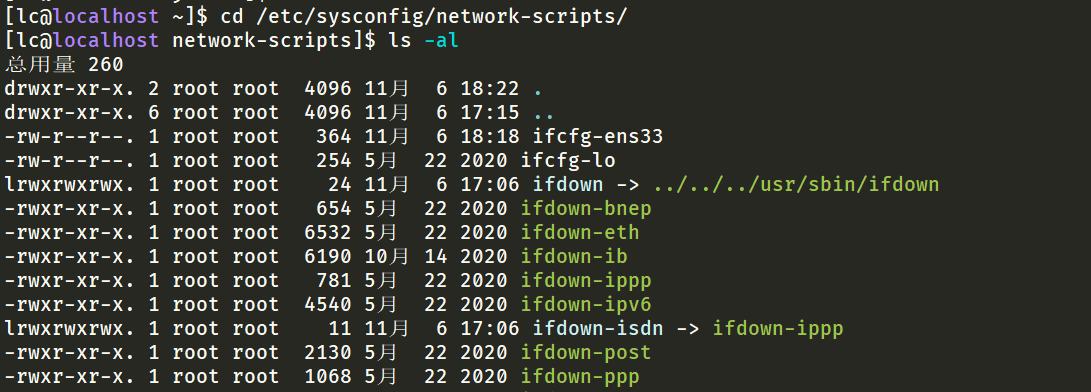 [lc@localhost ~]$ cd /etc/sysconfig/network-scripts/
[lc@localhost network-scripts]$ ls -al
总用量 260
drwxr-xr-x. 2 root root  4096 11月  6 18:22 .
drwxr-xr-x. 6 root root  4096 11月  6 17:15 ..
-rw-r--r--. 1 root root   364 11月  6 18:18 ifcfg-ens33
-rw-r--r--. 1 root root   254 5月  22 2020 ifcfg-lo
lrwxrwxrwx. 1 root root    24 11月  6 17:06 ifdown -> ../../../usr/sbin/ifdown
-rwxr-xr-x. 1 root root   654 5月  22 2020 ifdown-bnep
-rwxr-xr-x. 1 root root  6532 5月  22 2020 ifdown-eth
-rwxr-xr-x. 1 root root  6190 10月 14 2020 ifdown-ib
-rwxr-xr-x. 1 root root   781 5月  22 2020 ifdown-ippp
-rwxr-xr-x. 1 root root  4540 5月  22 2020 ifdown-ipv6
lrwxrwxrwx. 1 root root    11 11月  6 17:06 ifdown-isdn -> ifdown-ippp
-rwxr-xr-x. 1 root root  2130 5月  22 2020 ifdown-post
-rwxr-xr-x. 1 root root  1068 5月  22 2020 ifdown-ppp